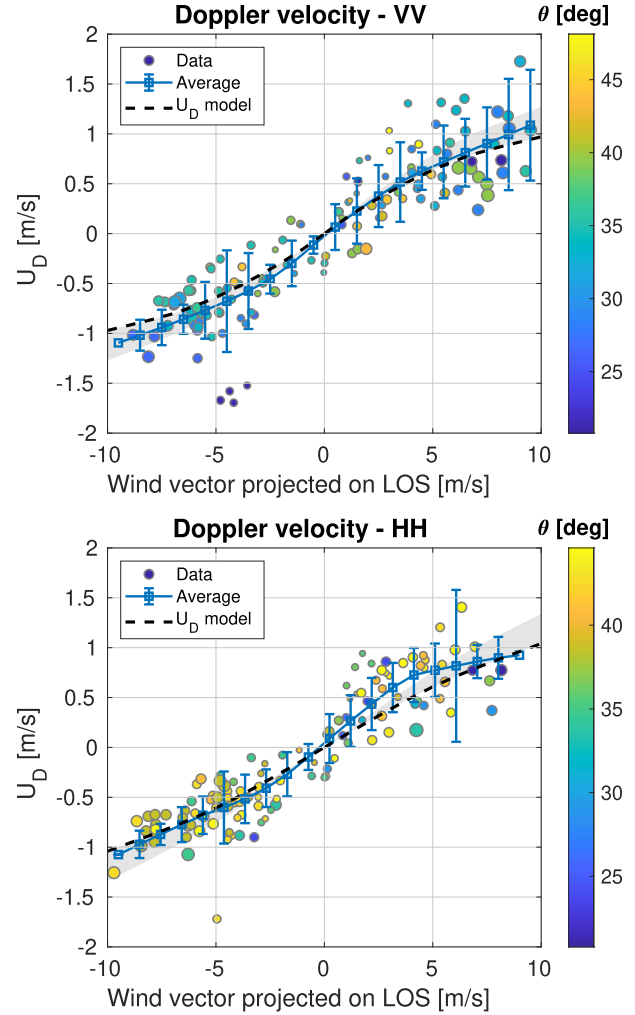 Doppler velocity - VV
θ [deg]
Data
Average
U_D model
2
1.5
1
0.5
0
-0.5
-1
-1.5
-2
-10
-5
0
5
10
U_D [m/s]
Wind vector projected on LOS [m/s]
45
40
35
30
25
Doppler velocity - HH
θ [deg]
Data
Average
U_D model
2
1.5
1
0.5
0
-0.5
-1
-1.5
-2
-10
-5
0
5
10
U_D [m/s]
Wind vector projected on LOS [m/s]
40
35
30
25